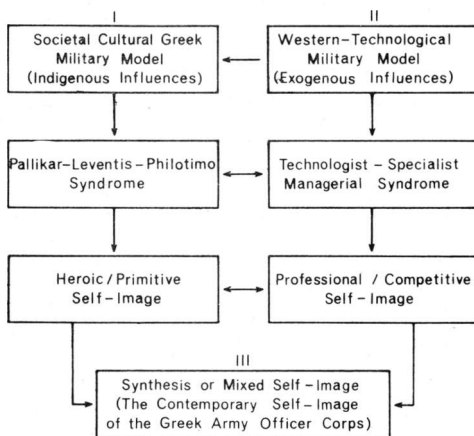 I
Societal Cultural Greek
Military Model
(Indigenous Influences)
II
Western-Technological
Military Model
(Exogenous Influences)
Pallikar-Leventis-Philotimo
Syndrome
Technologist-Specialist
Managerial Syndrome
Heroic/Primitive
Self-Image
Professional/Competitive
Self-Image
III
Synthesis or Mixed Self-Image
(The Contemporary Self-Image
of the Greek Army Officer Corps)